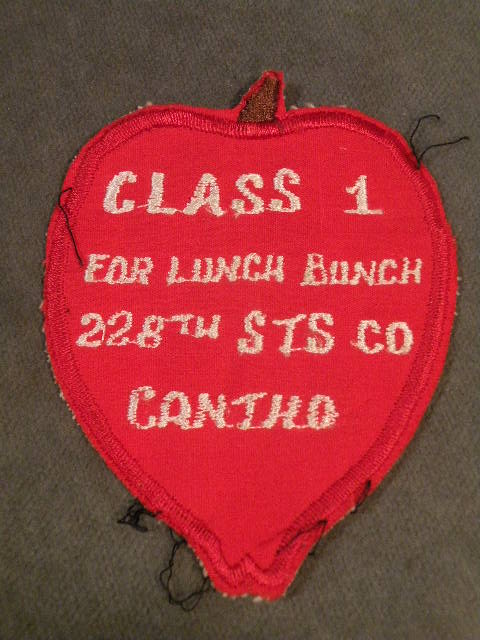 CLASS 1
FOR LUNCH BUNCH
228TH STS CO
CANTHO